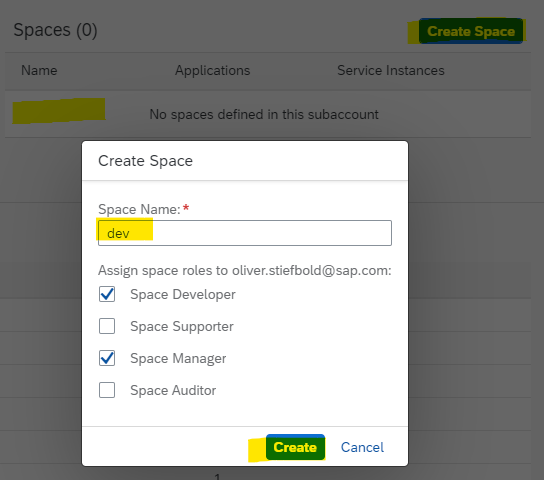 Spaces (0)
Create Space
Name
Applications
Service Instances
No spaces defined in this subaccount
Create Space
Space Name:*
dev
Assign space roles to oliver.stiefbold@sap.com:
Space Developer
Space Supporter
Space Manager
Space Auditor
Create
Cancel